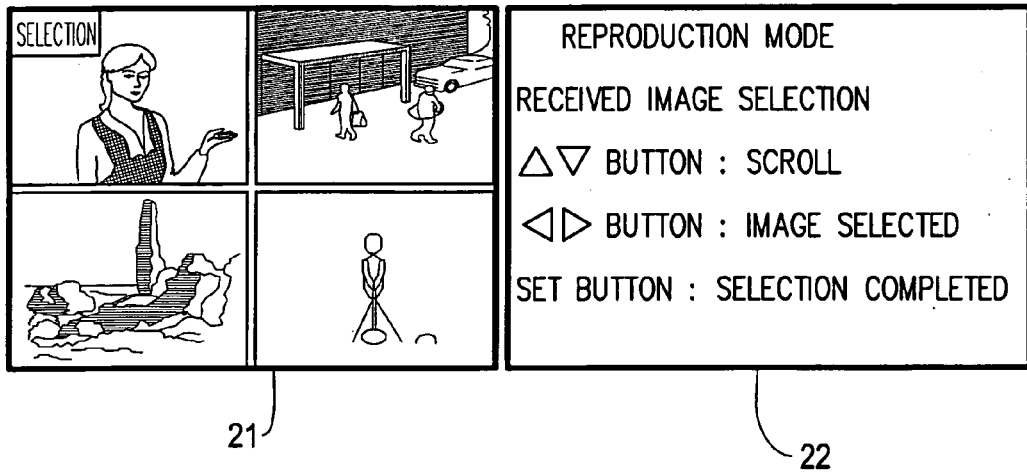 SELECTION
REPRODUCTION MODE
RECEIVED IMAGE SELECTION
△▽ BUTTON : SCROLL
◁▷ BUTTON : IMAGE SELECTED
SET BUTTON : SELECTION COMPLETED
21
22